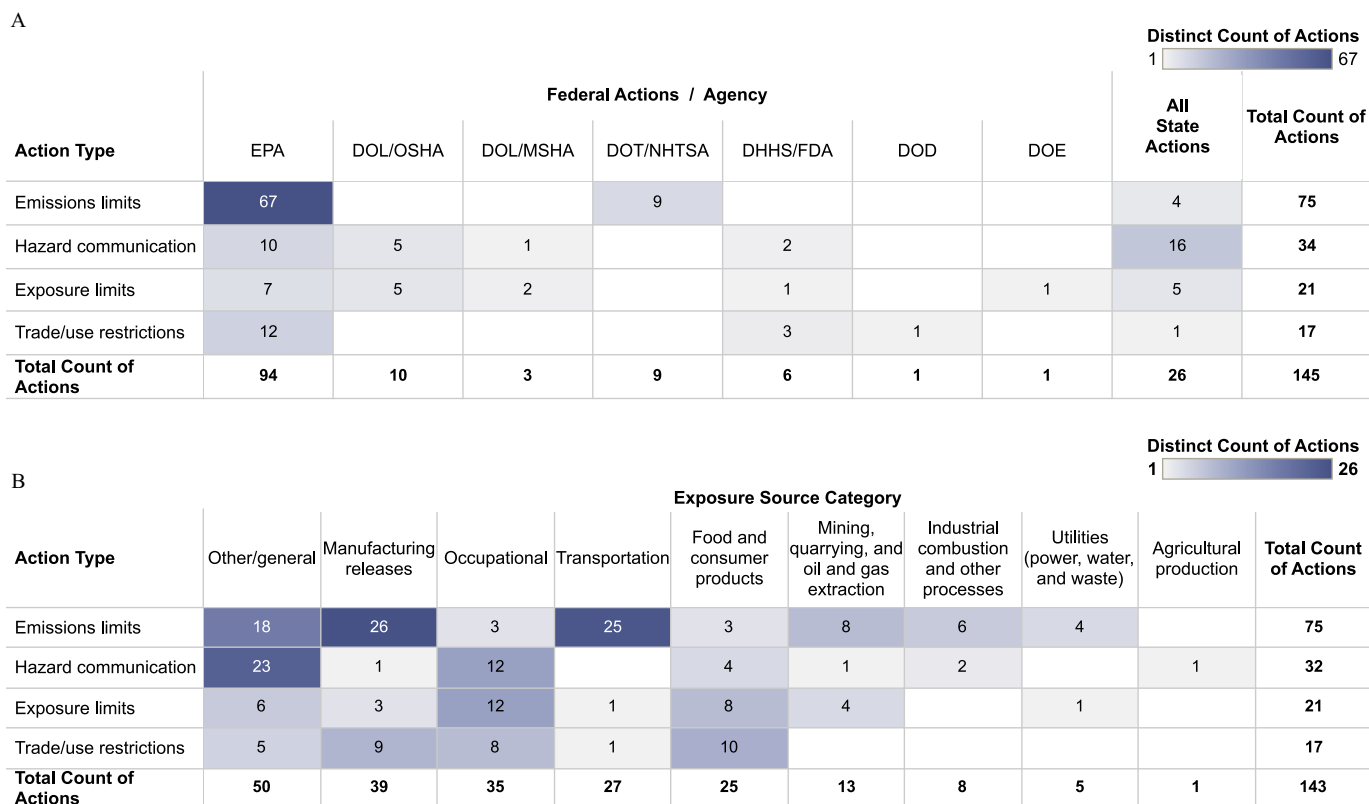 A
Distinct Count of Actions
1 67
Federal Actions / Agency
All State Actions
Total Count of Actions
Action Type EPA DOL/OSHA DOL/MSHA DOT/NHTSA DHHS/FDA DOD DOE
Emissions limits 67 9 4 75
Hazard communication 10 5 1 2 16 34
Exposure limits 7 5 2 1 1 5 21
Trade/use restrictions 12 3 1 1 17
Total Count of Actions 94 10 3 9 6 1 1 26 145
Distinct Count of Actions
1 26
B
Exposure Source Category
Action Type Other/general Manufacturing releases Occupational Transportation Food and consumer products Mining, quarrying, and oil and gas extraction Industrial combustion and other processes Utilities (power, water, and waste) Agricultural production Total Count of Actions
Emissions limits 18 26 3 25 3 8 6 4 75
Hazard communication 23 1 12 4 1 2 1 32
Exposure limits 6 3 12 1 8 4 1 21
Trade/use restrictions 5 9 8 1 10 17
Total Count of Actions 50 39 35 27 25 13 8 5 1 143